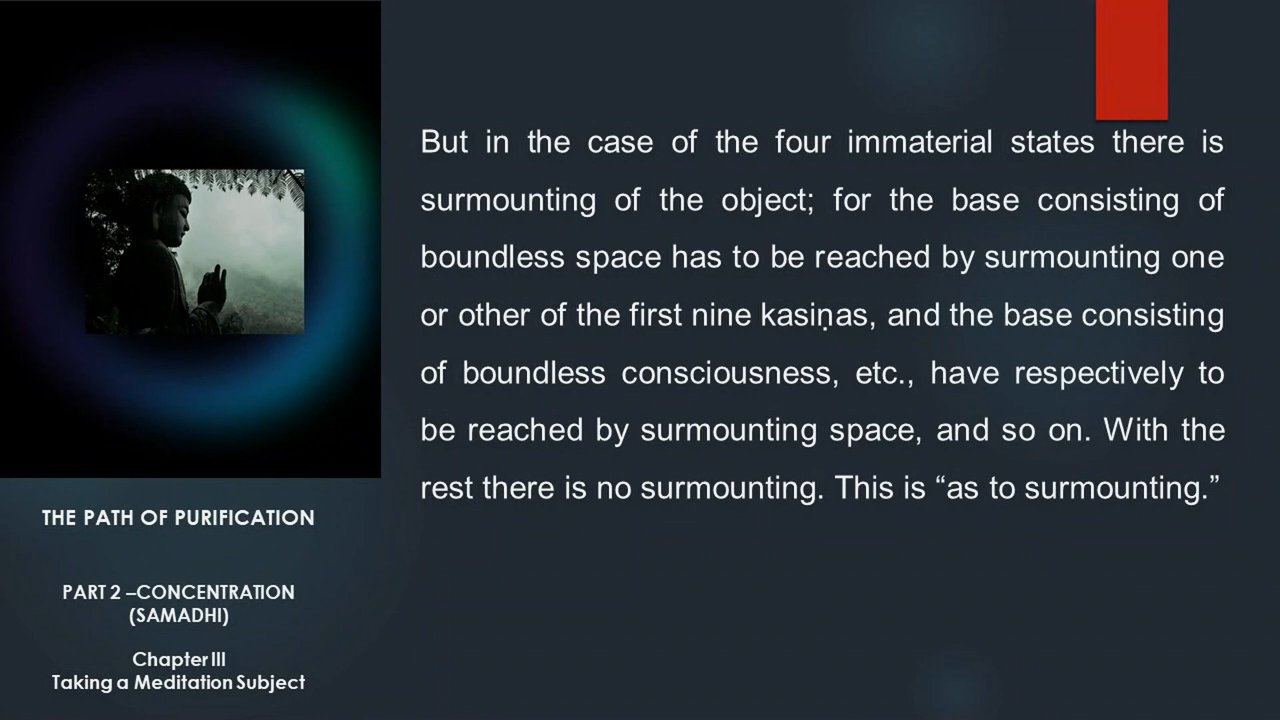 But in the case of the four immaterial states there is
surmounting of the object; for the base consisting of
boundless space has to be reached by surmounting one
or other of the first nine kasiṇas, and the base consisting
of boundless consciousness, etc., have respectively to
be reached by surmounting space, and so on. With the
rest there is no surmounting. This is “as to surmounting.”
THE PATH OF PURIFICATION
PART 2 –CONCENTRATION
(SAMADHI)
Chapter III
Taking a Meditation Subject